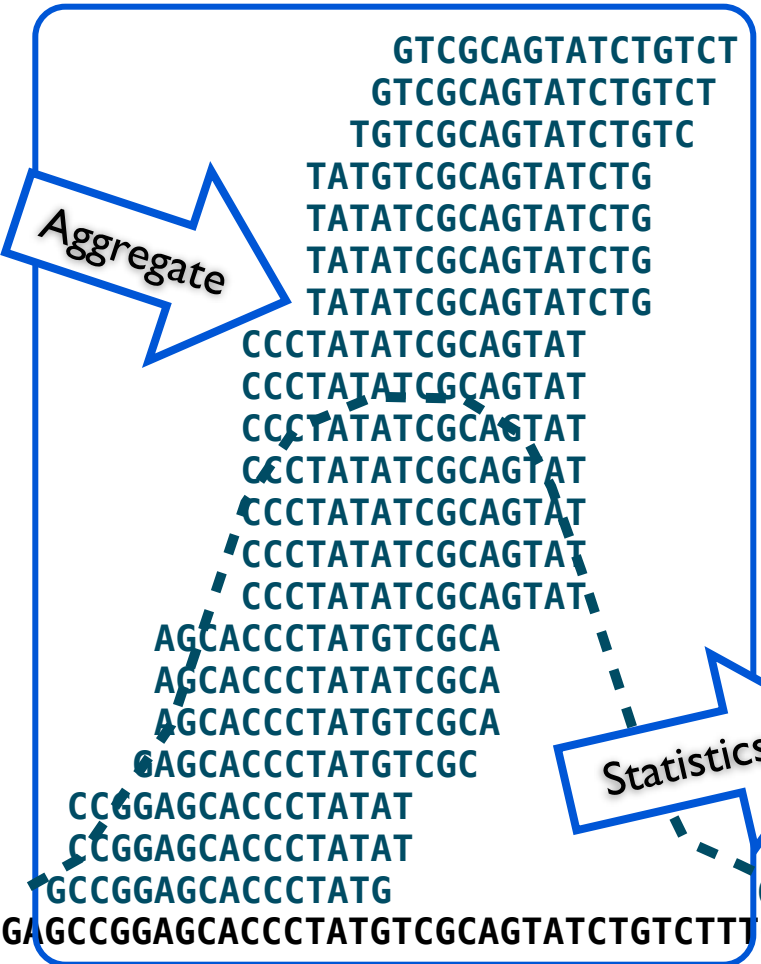 GTCGCAGTATCTGTCT
GTCGCAGTATCTGTCT
TGTCGCAGTATCTGTC
TATGTCGCAGTATCTG
TATATCGCAGTATCTG
Aggregate
TATATCGCAGTATCTG
TATATCGCAGTATCTG
CCCTATATCGCAGTAT
CCCTATATCGCAGTAT
CCCTATATCGCAGTAT
CCCTATATCGCAGTAT
CCCTATATCGCAGTAT
CCCTATATCGCAGTAT
CCCTATATCGCAGTAT
AGCACCCTATGTCGCA
AGCACCCTATATCGCA
AGCACCCTATGTCGCA
GAGCACCCTATGTCGC
Statistics
CCGGAGCACCCTATAT
CCGGAGCACCCTATAT
GCCGGAGCACCCTATG
GAGCCGGAGCACCCTATGTCGCAGTATCTGTCTTT